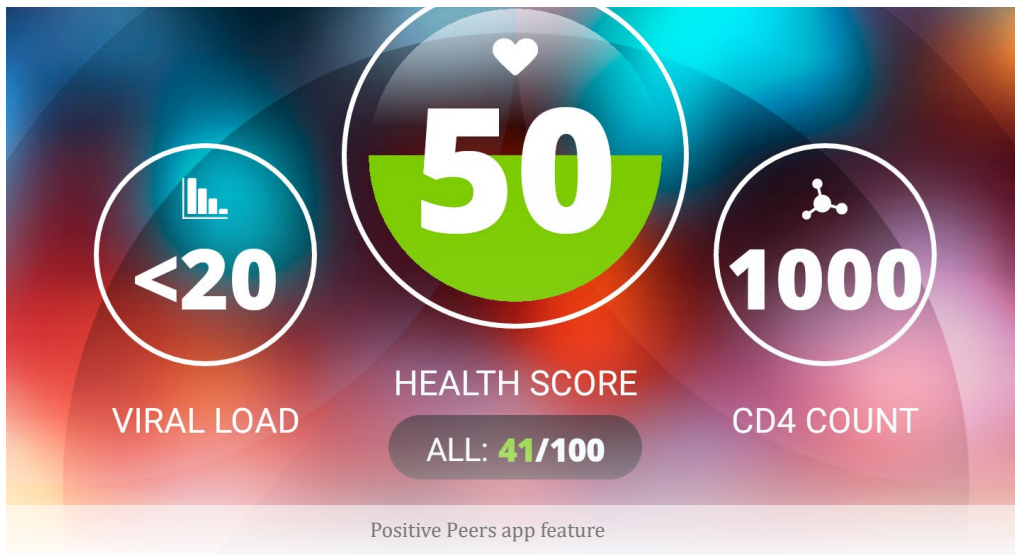 50
<20
1000
HEALTH SCORE
VIRAL LOAD
CD4 COUNT
ALL: 41/100
Positive Peers app feature